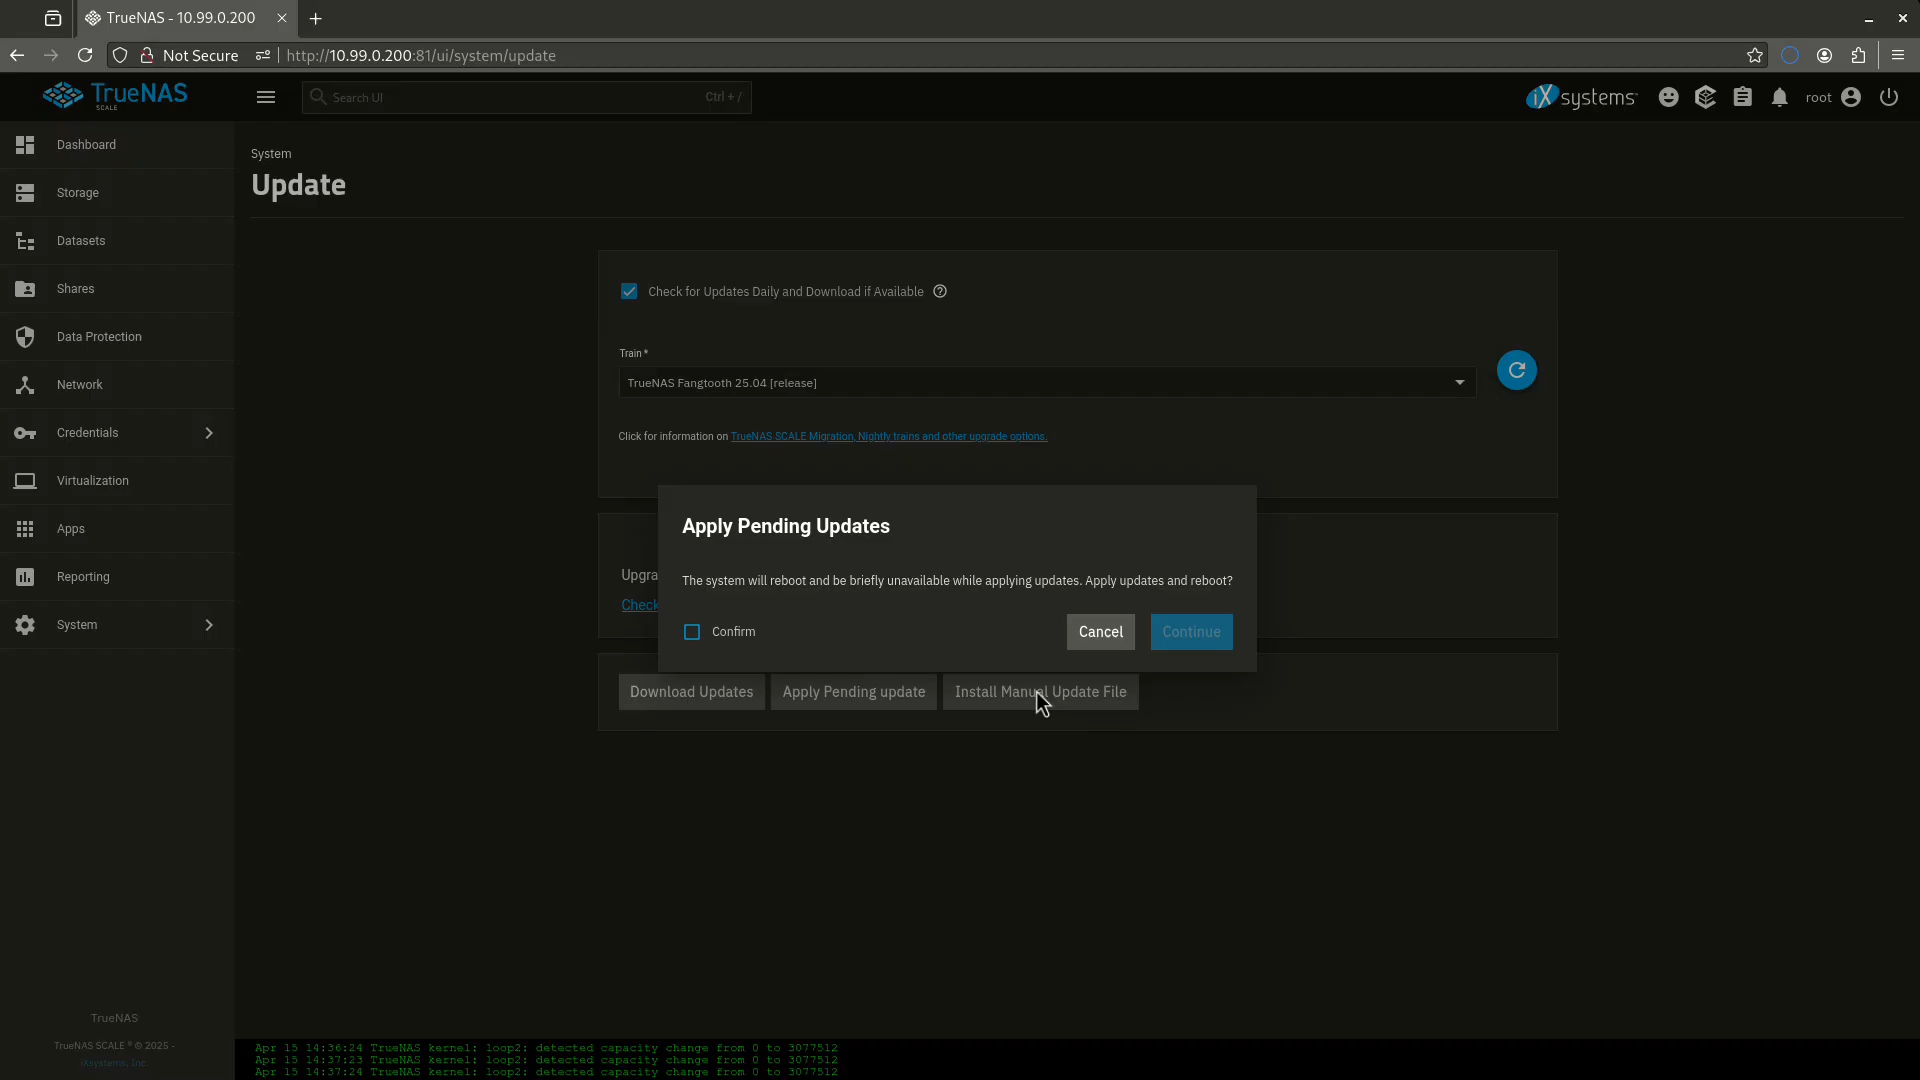 TrueNAS - 10.99.0.200
Not Secure
http://10.99.0.200:81/ui/system/update
TrueNAS
SCALE
Search UI
Ctrl + /
iXsystems
root
Dashboard
Storage
Datasets
Shares
Data Protection
Network
Credentials
Virtualization
Apps
Reporting
System
TrueNAS
TrueNAS SCALE ® © 2025 -
iXsystems, Inc.
System
Update
Check for Updates Daily and Download if Available
Train *
TrueNAS Fangtooth 25.04 [release]
Click for information on TrueNAS SCALE Migration, Nightly trains and other upgrade options.
Upgra
Check
Apply Pending Updates
The system will reboot and be briefly unavailable while applying updates. Apply updates and reboot?
Confirm
Cancel
Continue
Download Updates
Apply Pending update
Install Manual Update File
Apr 15 14:36:24 TrueNAS kernel: loop2: detected capacity change from 0 to 3077512
Apr 15 14:37:23 TrueNAS kernel: loop2: detected capacity change from 0 to 3077512
Apr 15 14:37:24 TrueNAS kernel: loop2: detected capacity change from 0 to 3077512